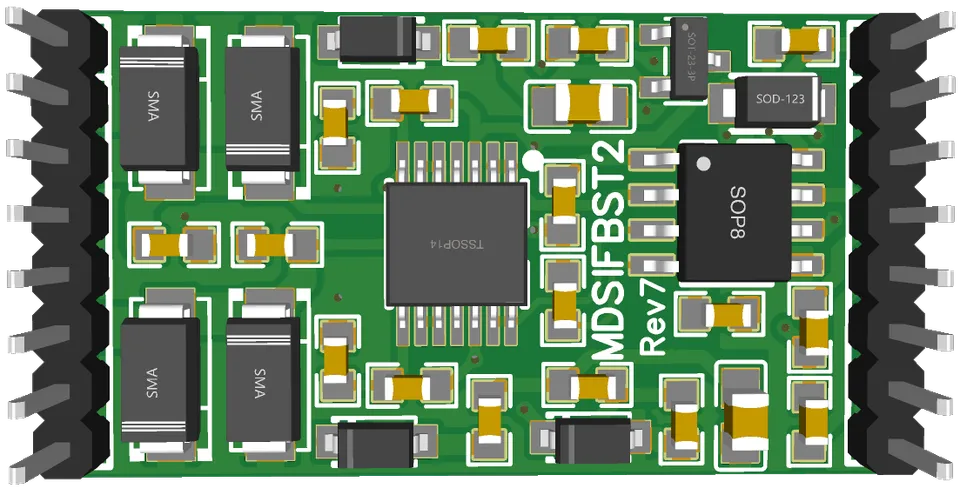 SMA
SMA
SOT-23-3P
SOD-123
TSSOP14
MDSIFBST2
Rev7
SOP8
SMA
SMA